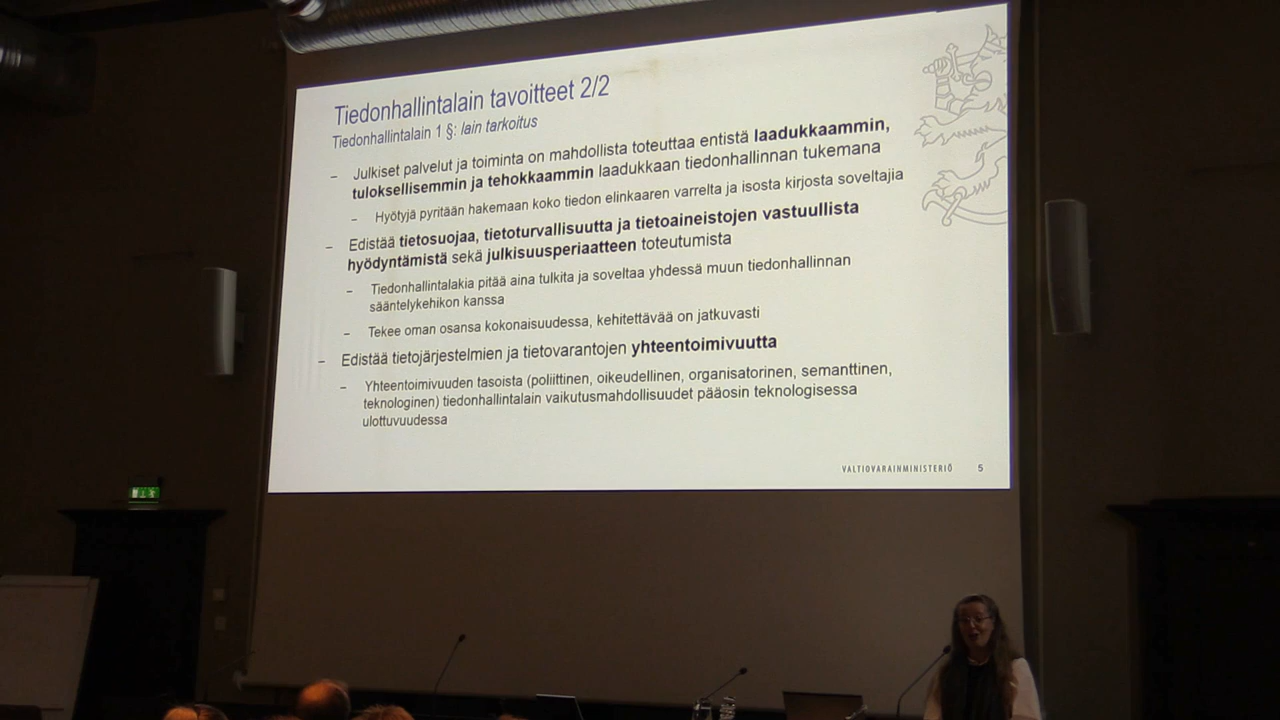 Tiedonhallintalain tavoitteet 2/2
Tiedonhallintalain 1 §: lain tarkoitus
– Julkiset palvelut ja toiminta on mahdollista toteuttaa entistä laadukkaammin,
tuloksellisemmin ja tehokkaammin laadukkaan tiedonhallinnan tukemana
– Hyötyjä pyritään hakemaan koko tiedon elinkaaren varrelta ja isosta kirjosta soveltajia
– Edistää tietosuojaa, tietoturvallisuutta ja tietoaineistojen vastuullista
hyödyntämistä sekä julkisuusperiaatteen toteutumista
– Tiedonhallintalakia pitää aina tulkita ja soveltaa yhdessä muun tiedonhallinnan
sääntelykehikon kanssa
– Tekee oman osansa kokonaisuudessa, kehitettävää on jatkuvasti
– Edistää tietojärjestelmien ja tietovarantojen yhteentoimivuutta
– Yhteentoimivuuden tasoista (poliittinen, oikeudellinen, organisatorinen, semanttinen,
teknologinen) tiedonhallintalain vaikutusmahdollisuudet pääosin teknologisessa
ulottuvuudessa
VALTIOVARAINMINISTERIÖ 5